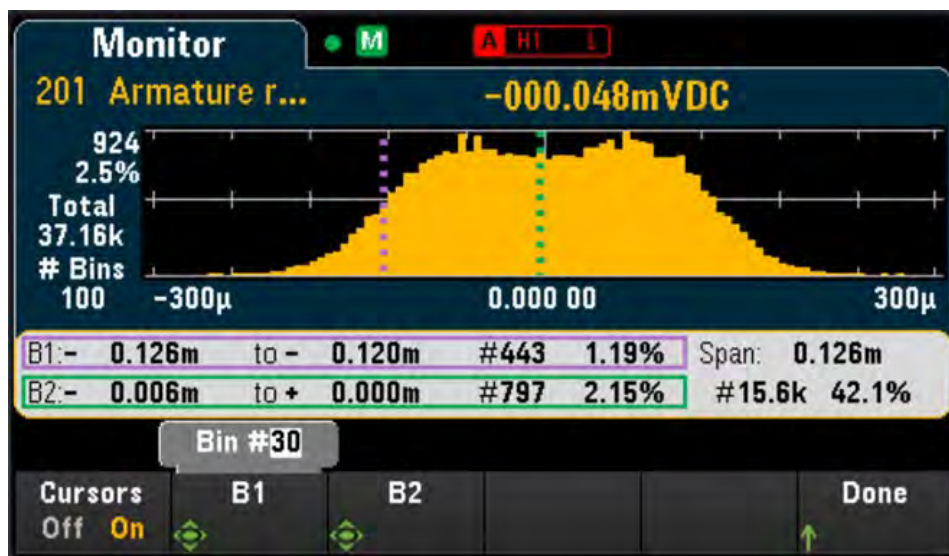 Monitor M A H1 L
201 Armature r... -000.048mVDC
924
2.5%
Total
37.16k
# Bins
100 -300µ 0.000 00 300µ
B1:- 0.126m to - 0.120m #443 1.19% Span: 0.126m
B2:- 0.006m to + 0.000m #797 2.15% #15.6k 42.1%
Bin #30
Cursors B1 B2 Done
Off On